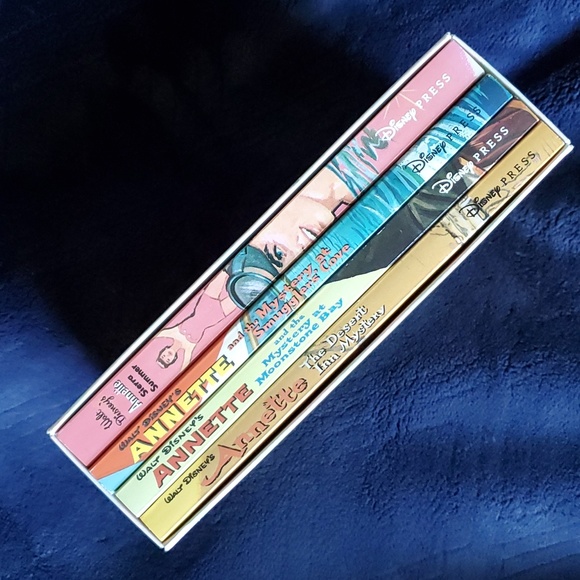 Walt
Disney's
Annette
Sierra
Summer
Disney PRESS
WALT DISNEY'S
ANNETTE
and the Mystery at
Smugglers' Cove
Disney PRESS
WALT DISNEY'S
ANNETTE
and the
Mystery at
Moonstone Bay
Disney PRESS
WALT DISNEY'S
Annette
The Desert
Inn Mystery
Disney PRESS